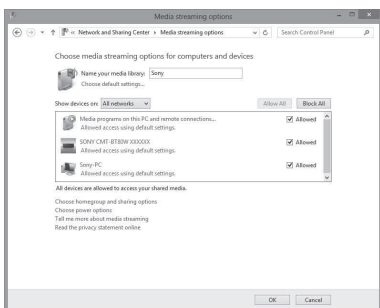 Media streaming options
« Network and Sharing Center ▸ Media streaming options
Search Control Panel
Choose media streaming options for computers and devices
Name your media library: Sony
Choose default settings...
Show devices on: All networks
Allow All Block All
Media programs on this PC and remote connections...
Allowed access using default settings.
Allowed
SONY CMT-BT80W XXXXXX
Allowed access using default settings.
Allowed
Sony-PC
Allowed access using default settings.
Allowed
All devices are allowed to access your shared media.
Choose homegroup and sharing options
Choose power options
Tell me more about media streaming
Read the privacy statement online
OK Cancel